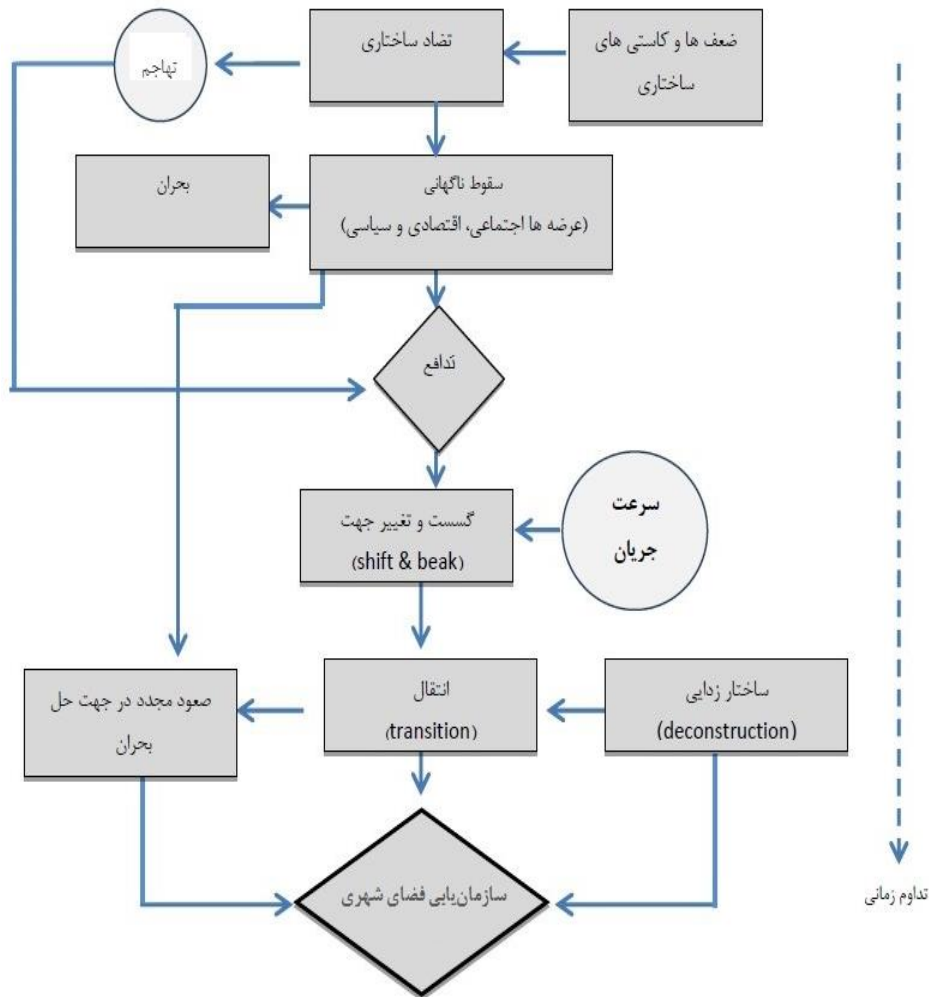 ضعف ها و کاستی های
ساختاری
تضاد ساختاری
تهاجم
سقوط ناگهانی
(عرضه ها اجتماعی، اقتصادی و سیاسی)
بحران
تدافع
سرعت
جریان
گسست و تغییر جهت
(shift & beak)
ساختار زدایی
(deconstruction)
انتقال
(transition)
صعود مجدد در جهت حل
بحران
سازمان‌یابی فضای شهری
تداوم زمانی